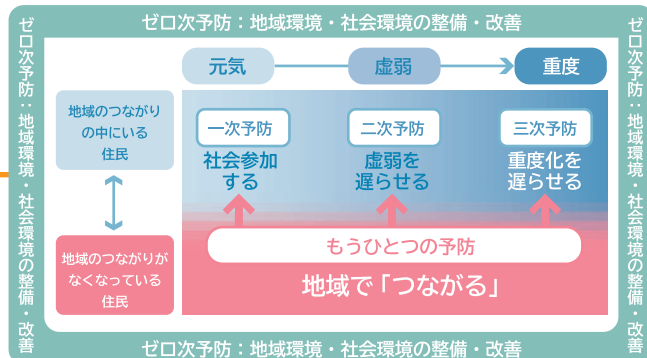 ゼロ次予防：地域環境・社会環境の整備・改善
ゼロ次予防：地域環境・社会環境の整備・改善
元気
虚弱
重度
地域のつながり
の中にいる
住民
一次予防
社会参加
する
二次予防
虚弱を
遅らせる
三次予防
重度化を
遅らせる
地域のつながりが
なくなっている
住民
もうひとつの予防
地域で「つながる」
ゼロ次予防：地域環境・社会環境の整備・改善
ゼロ次予防：地域環境・社会環境の整備・改善